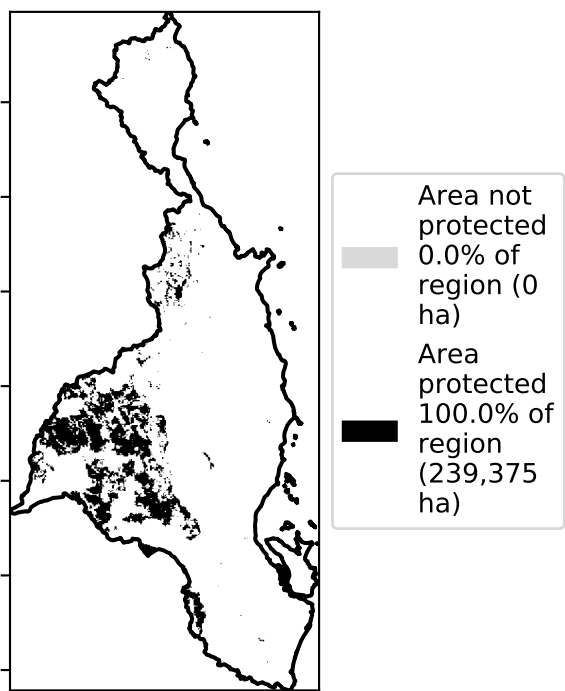 Area not
protected
0.0% of
region (0
ha)
Area
protected
100.0% of
region
(239,375
ha)